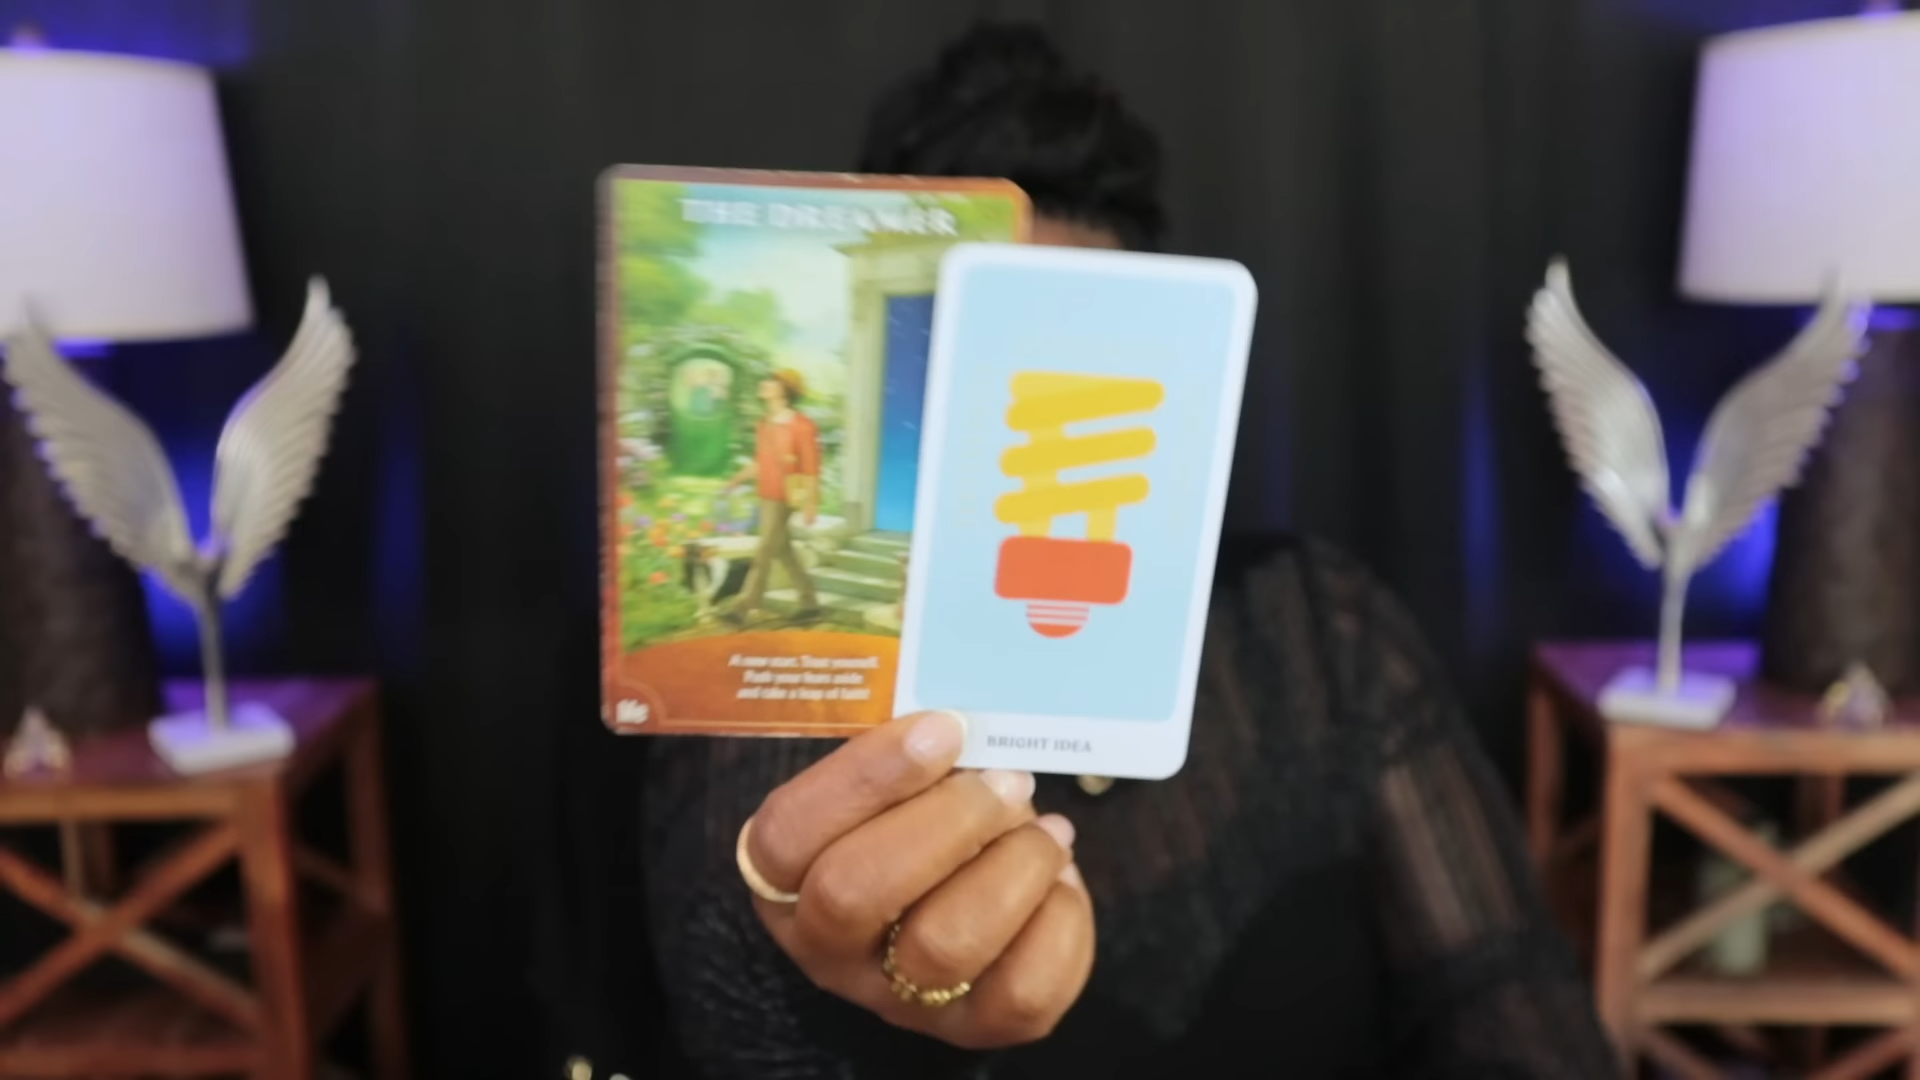 THE DREAMER
A new start. Trust yourself.
Push your fears aside
and take a leap of faith!
BRIGHT IDEA